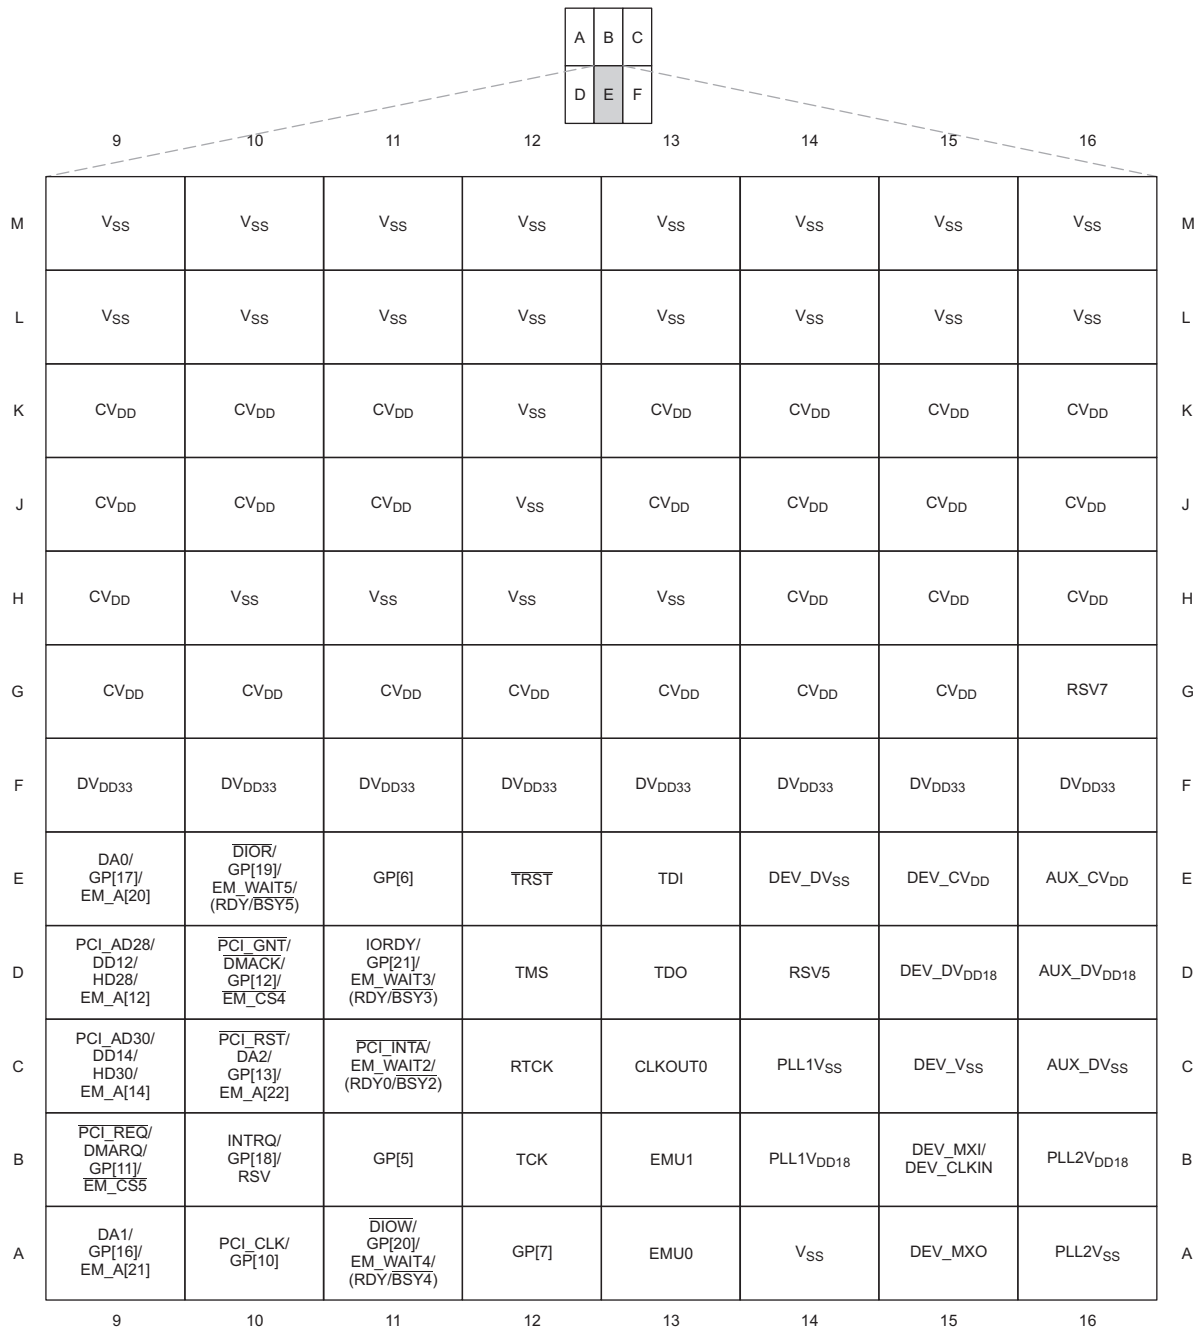 A B C
D E F
9 10 11 12 13 14 15 16
M VSS VSS VSS VSS VSS VSS VSS VSS M
L VSS VSS VSS VSS VSS VSS VSS VSS L
K CVDD CVDD CVDD VSS CVDD CVDD CVDD CVDD K
J CVDD CVDD CVDD VSS CVDD CVDD CVDD CVDD J
H CVDD VSS VSS VSS VSS CVDD CVDD CVDD H
G CVDD CVDD CVDD CVDD CVDD CVDD CVDD RSV7 G
F DVDD33 DVDD33 DVDD33 DVDD33 DVDD33 DVDD33 DVDD33 DVDD33 F
E
DA0/
GP[17]/
EM_A[20]
DIOR/
GP[19]/
EM_WAIT5/
(RDY/BSY5)
GP[6]
TRST
TDI
DEV_DVSS
DEV_CVDD
AUX_CVDD
E
D
PCI_AD28/
DD12/
HD28/
EM_A[12]
PCI_GNT/
DMACK/
GP[12]/
EM_CS4
IORDY/
GP[21]/
EM_WAIT3/
(RDY/BSY3)
TMS
TDO
RSV5
DEV_DVDD18
AUX_DVDD18
D
C
PCI_AD30/
DD14/
HD30/
EM_A[14]
PCI_RST/
DA2/
GP[13]/
EM_A[22]
PCI_INTA/
EM_WAIT2/
(RDY0/BSY2)
RTCK
CLKOUT0
PLL1VSS
DEV_VSS
AUX_DVSS
C
B
PCI_REQ/
DMARQ/
GP[11]/
EM_CS5
INTRQ/
GP[18]/
RSV
GP[5]
TCK
EMU1
PLL1VDD18
DEV_MXI/
DEV_CLKIN
PLL2VDD18
B
A
DA1/
GP[16]/
EM_A[21]
PCI_CLK/
GP[10]
DIOW/
GP[20]/
EM_WAIT4/
(RDY/BSY4)
GP[7]
EMU0
VSS
DEV_MXO
PLL2VSS
A
9 10 11 12 13 14 15 16